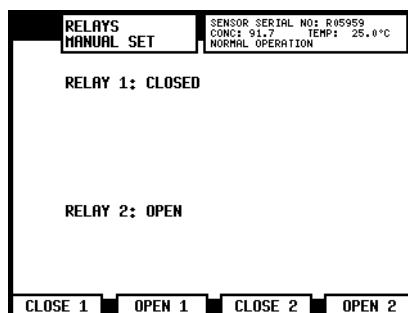 RELAYS
MANUAL SET
SENSOR SERIAL NO: R05959
CONC: 91.7 TEMP: 25.0°C
NORMAL OPERATION
RELAY 1: CLOSED
RELAY 2: OPEN
CLOSE 1 OPEN 1 CLOSE 2 OPEN 2